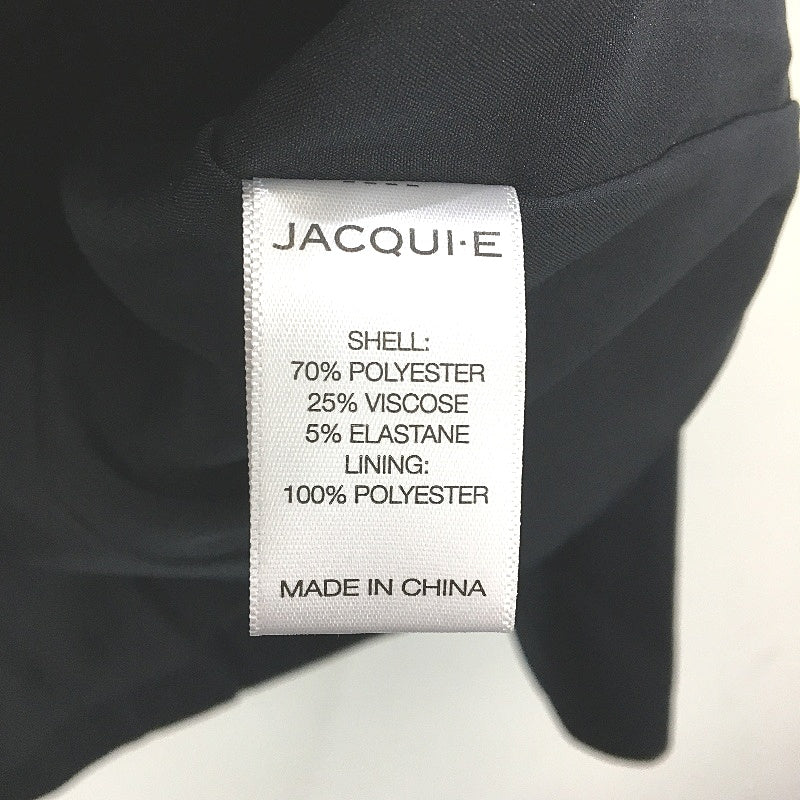 JACQUI·E
SHELL:
70% POLYESTER
25% VISCOSE
5% ELASTANE
LINING:
100% POLYESTER
MADE IN CHINA